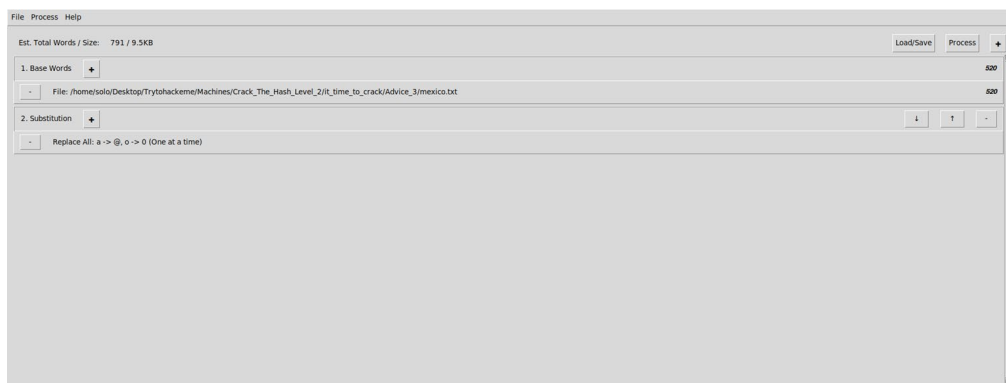 File Process Help
Est. Total Words / Size: 791 / 9.5KB Load/Save Process +
1. Base Words + 520
- File: /home/solo/Desktop/Trytohackeme/Machines/Crack_The_Hash_Level_2/it_time_to_crack/Advice_3/mexico.txt 520
2. Substitution + ↓ ↑ -
- Replace All: a -> @, o -> 0 (One at a time)